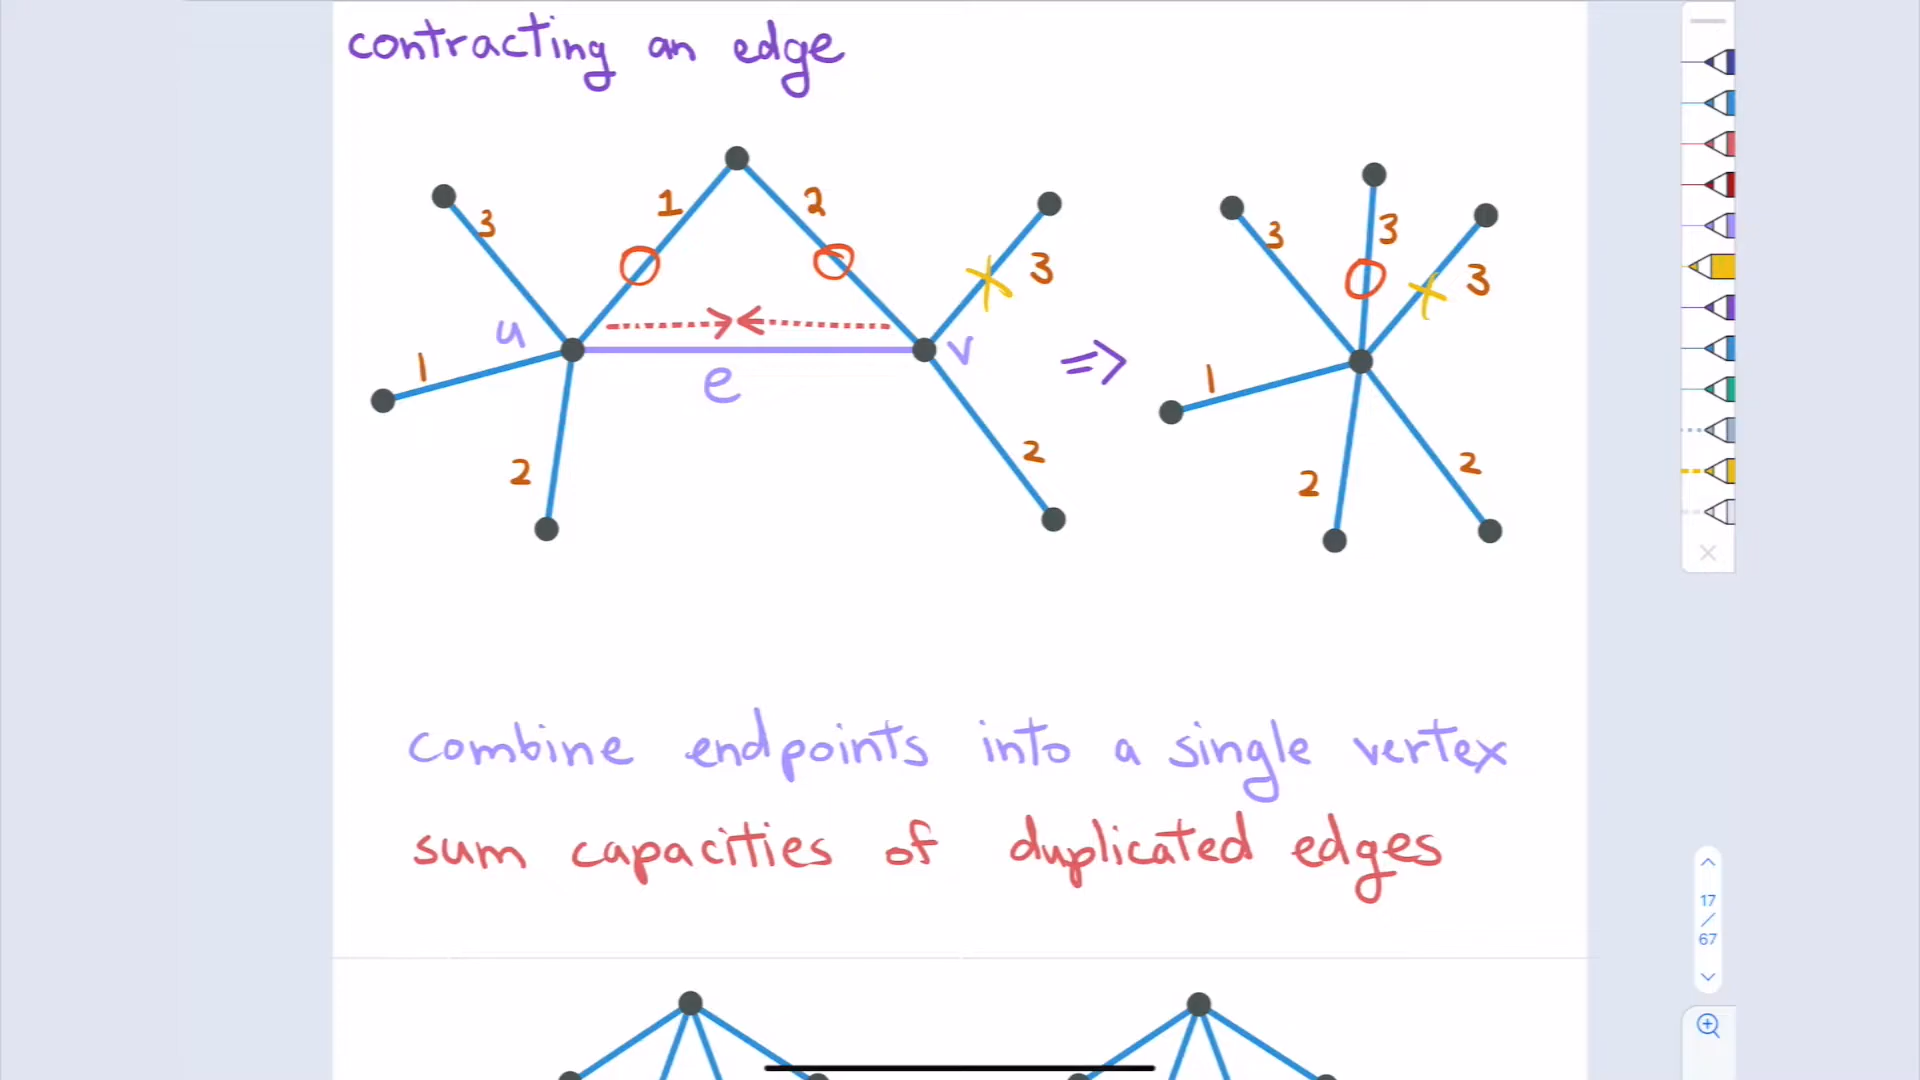 contracting an edge
3 1 2 3 3 3 3
u v
1 e 1
2 2 2 2
combine endpoints into a single vertex
sum capacities of duplicated edges
17
/
67